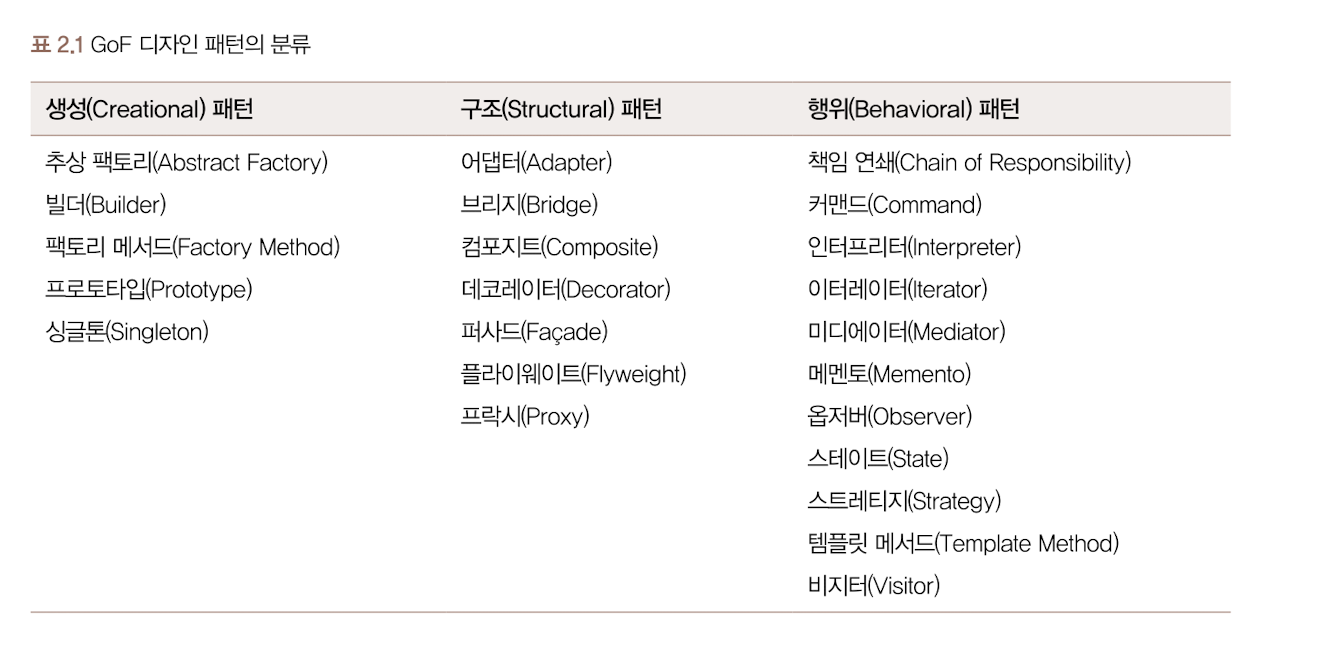 표 2.1 GoF 디자인 패턴의 분류
생성(Creational) 패턴 구조(Structural) 패턴 행위(Behavioral) 패턴
추상 팩토리(Abstract Factory) 어댑터(Adapter) 책임 연쇄(Chain of Responsibility)
빌더(Builder) 브리지(Bridge) 커맨드(Command)
팩토리 메서드(Factory Method) 컴포지트(Composite) 인터프리터(Interpreter)
프로토타입(Prototype) 데코레이터(Decorator) 이터레이터(Iterator)
싱글톤(Singleton) 퍼사드(Façade) 미디에이터(Mediator)
플라이웨이트(Flyweight) 메멘토(Memento)
프락시(Proxy) 옵저버(Observer)
스테이트(State)
스트레티지(Strategy)
템플릿 메서드(Template Method)
비지터(Visitor)